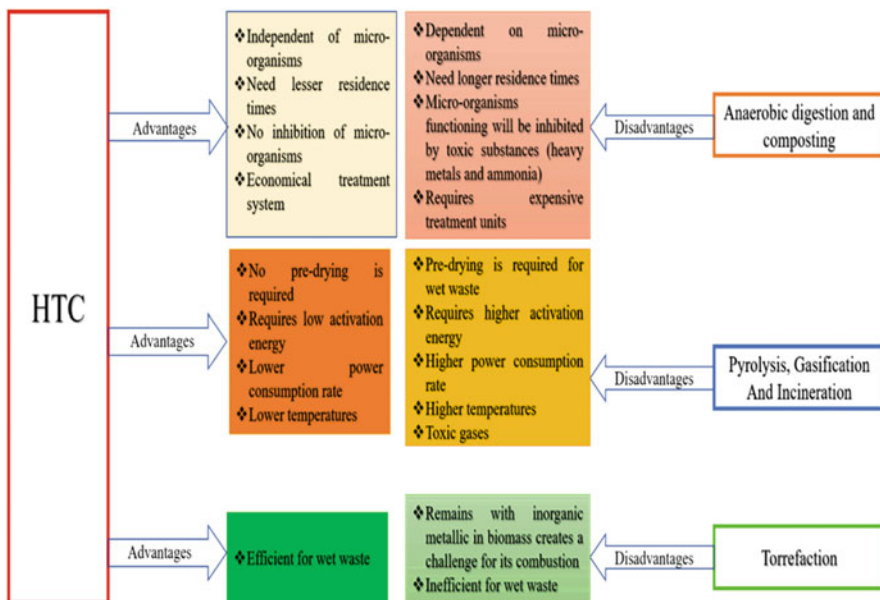 HTC
Advantages
❖Independent of micro-
organisms
❖Need lesser residence
times
❖No inhibition of micro-
organisms
❖Economical treatment
system
❖Dependent on micro-
organisms
❖Need longer residence times
❖Micro-organisms
functioning will be inhibited
by toxic substances (heavy
metals and ammonia)
❖Requires expensive
treatment units
Disadvantages
Anaerobic digestion and
composting
Advantages
❖No pre-drying is
required
❖Requires low activation
energy
❖Lower power
consumption rate
❖Lower temperatures
❖Pre-drying is required for
wet waste
❖Requires higher activation
energy
❖Higher power consumption
rate
❖Higher temperatures
❖Toxic gases
Disadvantages
Pyrolysis, Gasification
And Incineration
Advantages
❖Efficient for wet waste
❖Remains with inorganic
metallic in biomass creates a
challenge for its combustion
❖Inefficient for wet waste
Disadvantages
Torrefaction